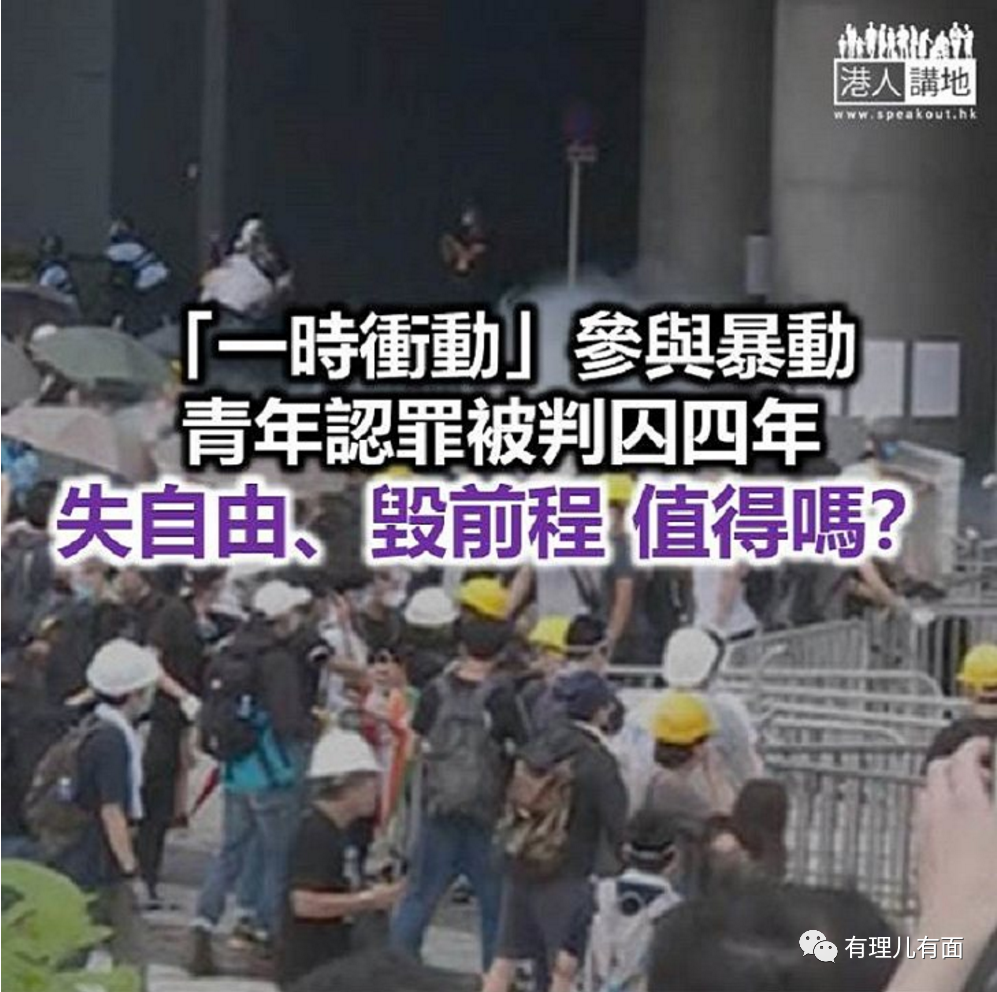 港人講地
www.speakout.hk
「一時衝動」參與暴動
青年認罪被判囚四年
失自由、毀前程 值得嗎?
有理儿有面